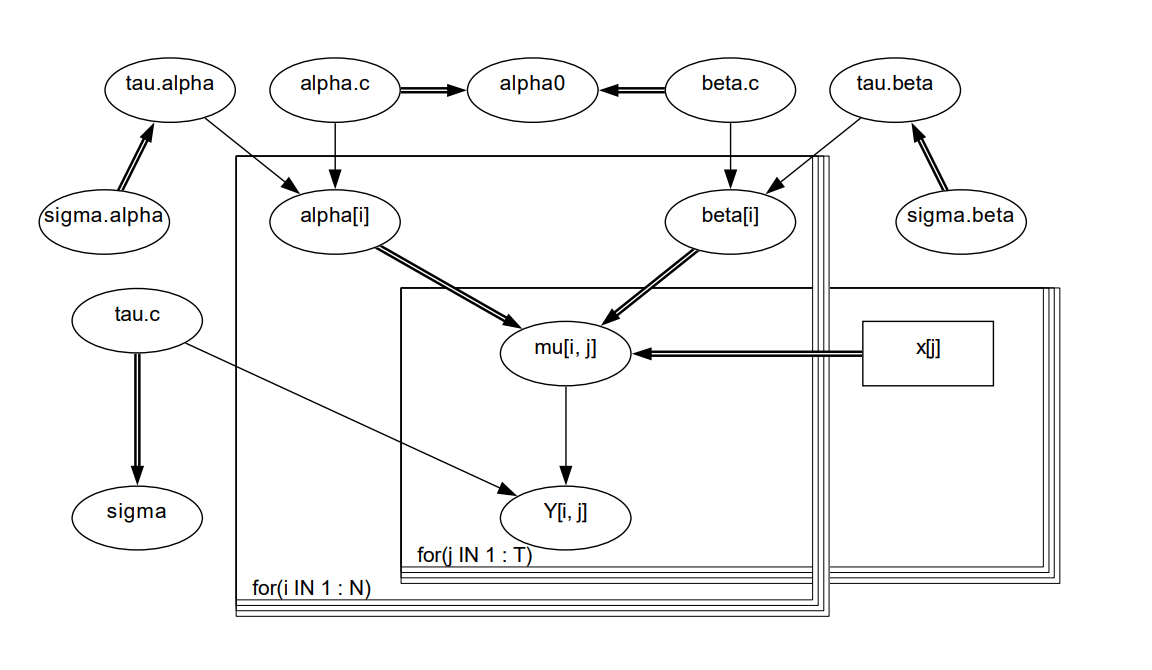 tau.alpha
alpha.c
alpha0
beta.c
tau.beta
sigma.alpha
alpha[i]
beta[i]
sigma.beta
tau.c
mu[i, j]
x[j]
sigma
Y[i, j]
for(j IN 1 : T)
for(i IN 1 : N)